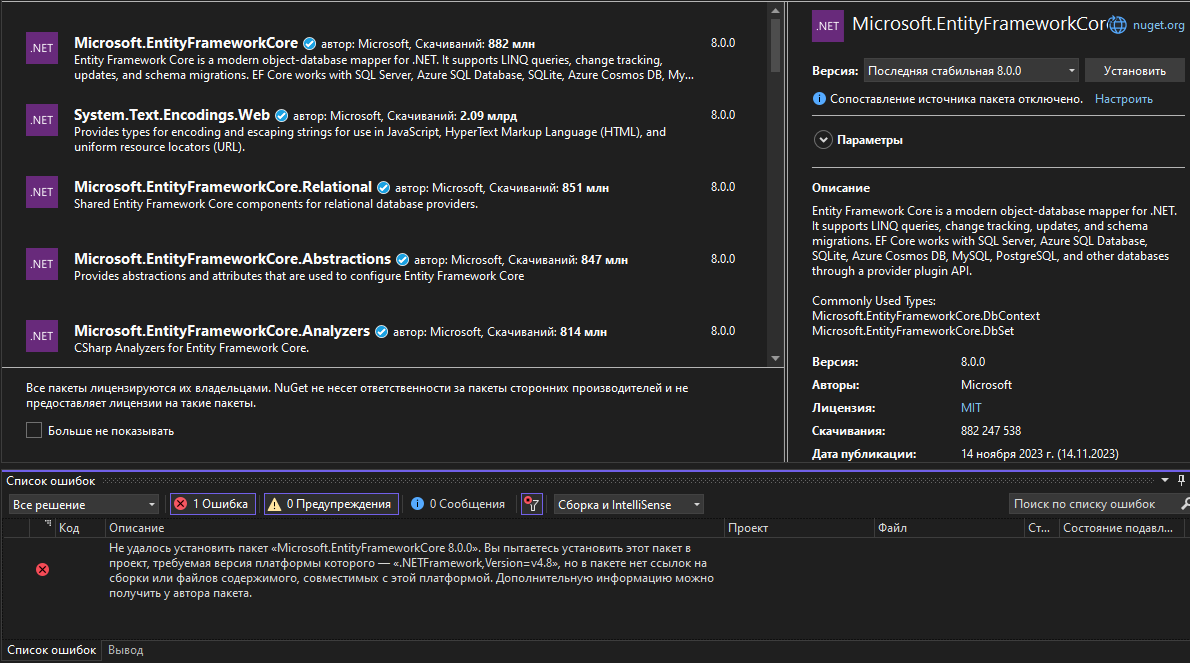 .NET
Microsoft.EntityFrameworkCore автор: Microsoft, Скачиваний: 882 млн 8.0.0
Entity Framework Core is a modern object-database mapper for .NET. It supports LINQ queries, change tracking,
updates, and schema migrations. EF Core works with SQL Server, Azure SQL Database, SQLite, Azure Cosmos DB, My...
.NET
System.Text.Encodings.Web автор: Microsoft, Скачиваний: 2.09 млрд 8.0.0
Provides types for encoding and escaping strings for use in JavaScript, HyperText Markup Language (HTML), and
uniform resource locators (URL).
.NET
Microsoft.EntityFrameworkCore.Relational автор: Microsoft, Скачиваний: 851 млн 8.0.0
Shared Entity Framework Core components for relational database providers.
.NET
Microsoft.EntityFrameworkCore.Abstractions автор: Microsoft, Скачиваний: 847 млн 8.0.0
Provides abstractions and attributes that are used to configure Entity Framework Core
.NET
Microsoft.EntityFrameworkCore.Analyzers автор: Microsoft, Скачиваний: 814 млн 8.0.0
CSharp Analyzers for Entity Framework Core.
Все пакеты лицензируются их владельцами. NuGet не несет ответственности за пакеты сторонних производителей и не
предоставляет лицензии на такие пакеты.
Больше не показывать
.NET
Microsoft.EntityFrameworkCor nuget.org
Версия: Последняя стабильная 8.0.0 Установить
Сопоставление источника пакета отключено. Настроить
Параметры
Описание
Entity Framework Core is a modern object-database mapper for .NET.
It supports LINQ queries, change tracking, updates, and schema
migrations. EF Core works with SQL Server, Azure SQL Database,
SQLite, Azure Cosmos DB, MySQL, PostgreSQL, and other databases
through a provider plugin API.
Commonly Used Types:
Microsoft.EntityFrameworkCore.DbContext
Microsoft.EntityFrameworkCore.DbSet
Версия: 8.0.0
Авторы: Microsoft
Лицензия: MIT
Скачивания: 882 247 538
Дата публикации: 14 ноября 2023 г. (14.11.2023)
Список ошибок
Все решение 1 Ошибка 0 Предупреждения 0 Сообщения Сборка и IntelliSense Поиск по списку ошибок
Код Описание Проект Файл Ст... Состояние подавл...
Не удалось установить пакет «Microsoft.EntityFrameworkCore 8.0.0». Вы пытаетесь установить этот пакет в
проект, требуемая версия платформы которого — «.NETFramework,Version=v4.8», но в пакете нет ссылок на
сборки или файлов содержимого, совместимых с этой платформой. Дополнительную информацию можно
получить у автора пакета.
Список ошибок Вывод